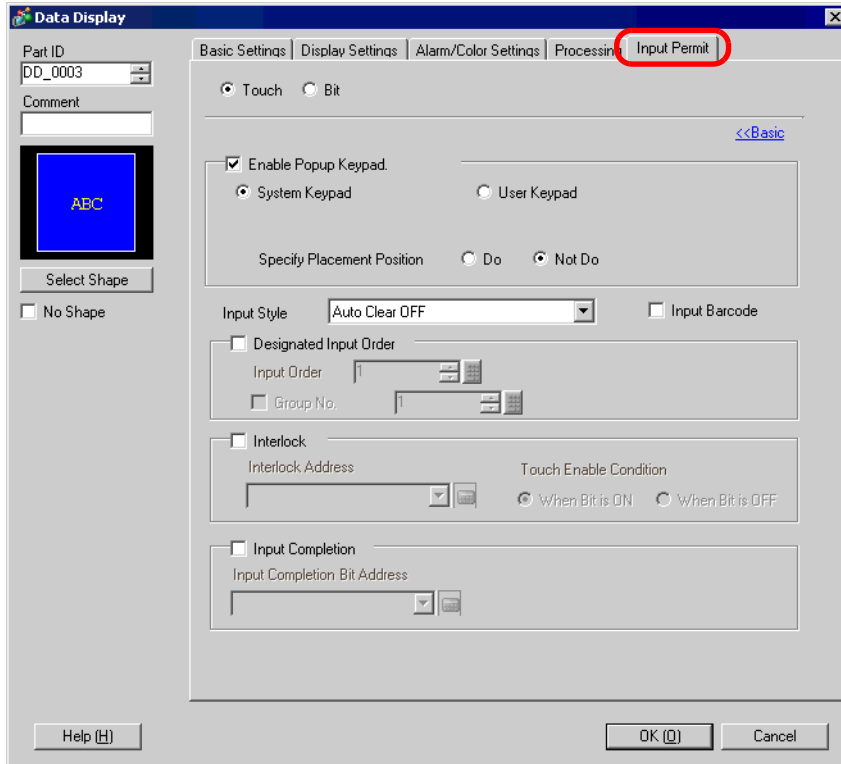 Data Display
Part ID
DD_0003
Comment
ABC
Select Shape
No Shape
Basic Settings Display Settings Alarm/Color Settings Processing Input Permit
Touch Bit
<<Basic
Enable Popup Keypad.
System Keypad User Keypad
Specify Placement Position Do Not Do
Input Style Auto Clear OFF Input Barcode
Designated Input Order
Input Order 1
Group No. 1
Interlock
Interlock Address Touch Enable Condition
When Bit is ON When Bit is OFF
Input Completion
Input Completion Bit Address
Help (H) OK (O) Cancel